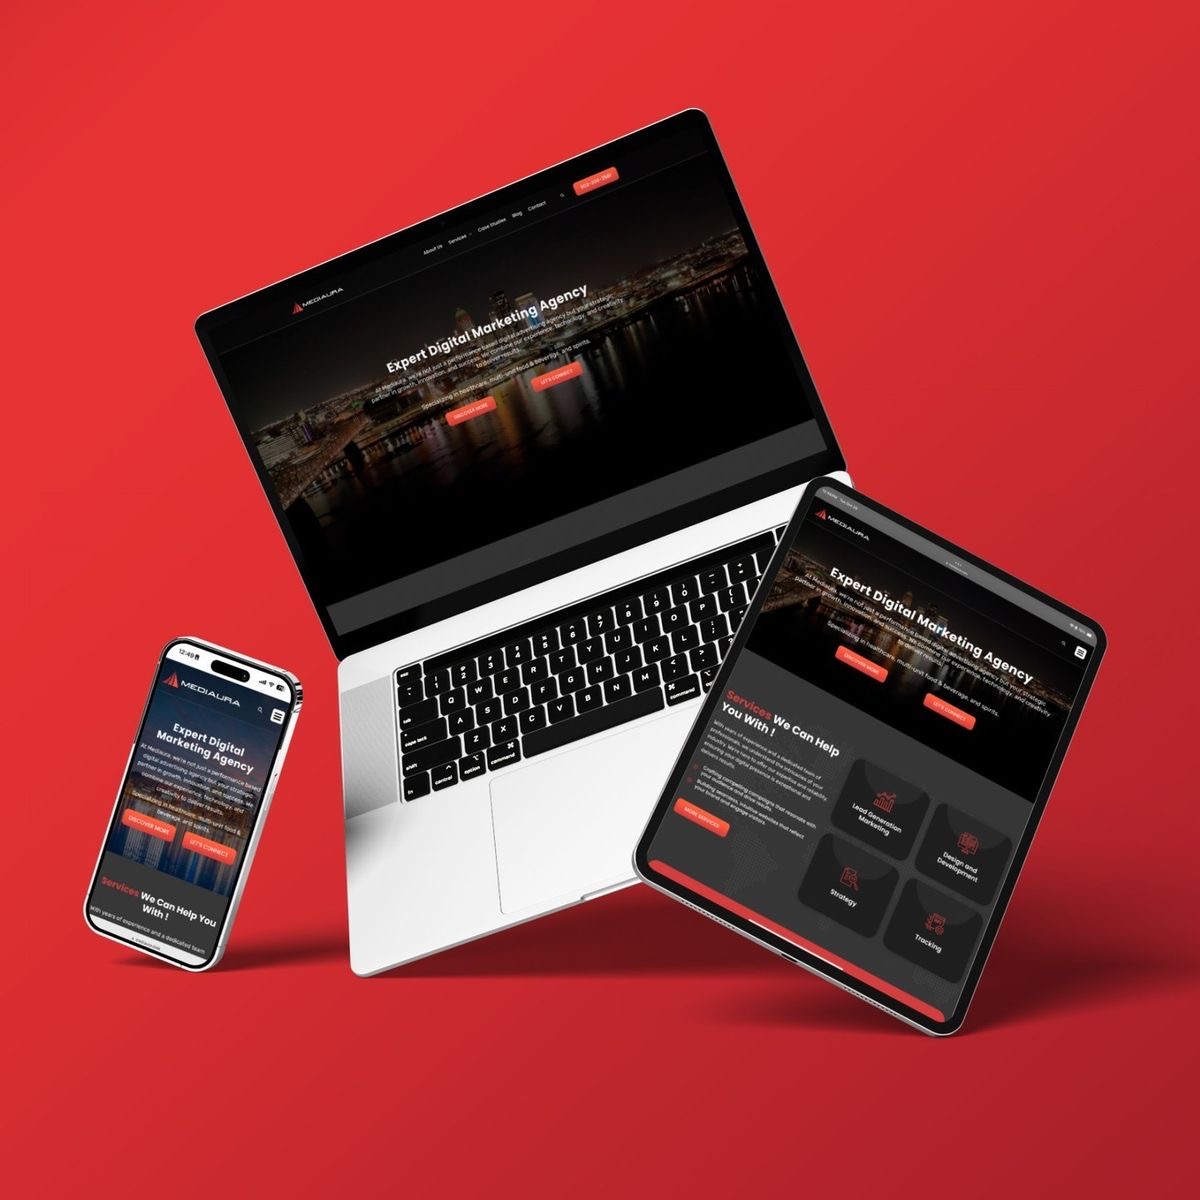 About Us Services Case Studies Blog Contact
MEDIAURA
Expert Digital Marketing Agency
At Mediaura, we're not just a performance based digital advertising Agency but your strategic
partner in growth, innovation, and success. We combine our experience, technology, and creativity
to deliver results.
Specializing in healthcare, multi-unit food & beverage, and spirits.
DISCOVER MORE
LET'S CONNECT
esc
tab
caps lock
shift
fn
control
option
command
command
1 2 3 4 5 6 7 8 9 0
Q W E R T Y U I O P
A S D F G H J K L
Z X C V B N M
12:49
MEDIAURA
Expert Digital
Marketing Agency
At Mediaura, we're not just a performance based
digital advertising agency but your strategic
partner in growth, innovation, and success. We
combine our experience, technology, and
creativity to deliver results.
Specializing in healthcare, multi-unit food &
beverage, and spirits.
DISCOVER MORE
LET'S CONNECT
Services We Can Help You
With !
With years of experience and a dedicated team
MEDIAURA
Expert Digital Marketing Agency
At Mediaura, we're not just a performance based digital advertising agency but your strategic
partner in growth, innovation, and success. We combine our experience, technology, and creativity
to deliver results.
Specializing in healthcare, multi-unit food & beverage, and spirits.
DISCOVER MORE
LET'S CONNECT
Services We Can Help
You With !
With years of experience and a dedicated team of
professionals, we understand the intricacies of your
industry. We're here to offer our expertise and reliability,
ensuring your digital presence is exceptional and
delivers results.
Creating compelling campaigns that resonate with
your audience and drive results
Building seamless, intuitive websites that reflect
your brand and engage visitors.
MORE SERVICES
Lead Generation
Marketing
Design and
Development
Strategy
Tracking